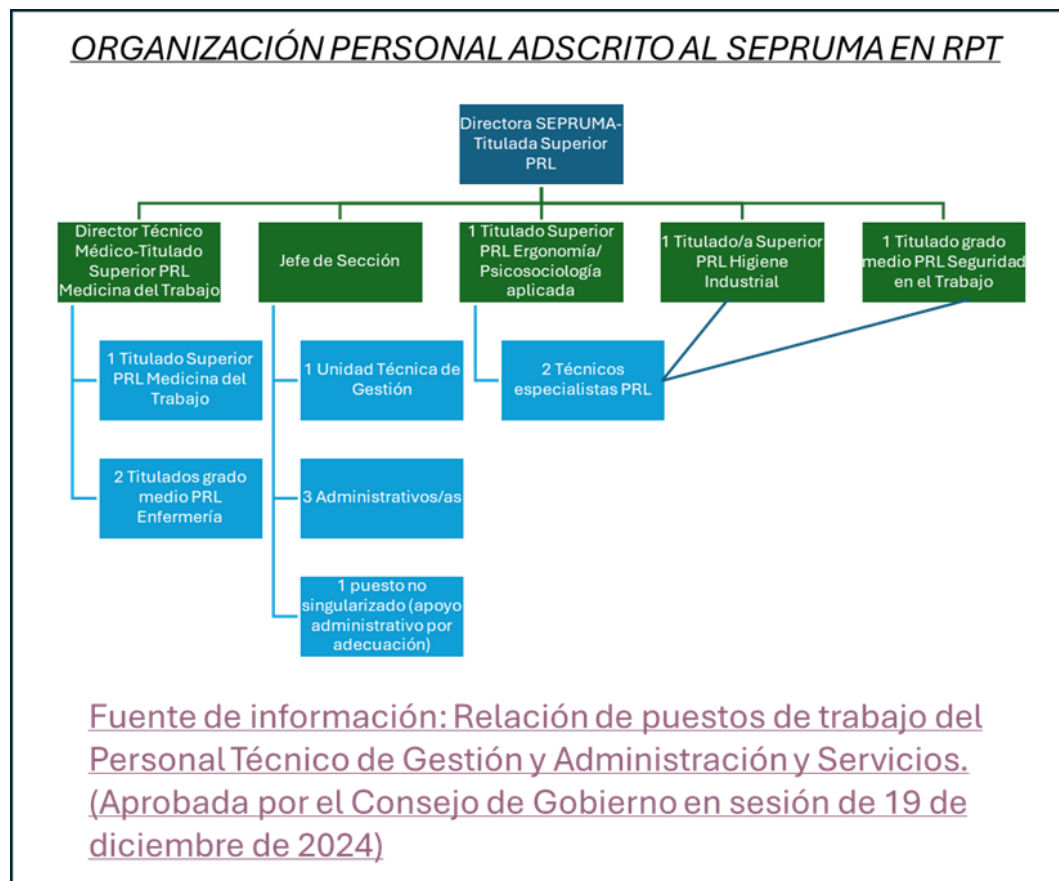 ORGANIZACIÓN PERSONAL ADSCRITO AL SEPRUMA EN RPT
Directora SEPRUMA-
Titulada Superior
PRL
Director Técnico
Médico-Titulado
Superior PRL
Medicina del Trabajo
Jefe de Sección
1 Titulado Superior
PRL Ergonomía/
Psicosociología
aplicada
1 Titulado/a Superior
PRL Higiene
Industrial
1 Titulado grado
medio PRL Seguridad
en el Trabajo
1 Titulado Superior
PRL Medicina del
Trabajo
1 Unidad Técnica de
Gestión
2 Técnicos
especialistas PRL
2 Titulados grado
medio PRL
Enfermería
3 Administrativos/as
1 puesto no
singularizado (apoyo
administrativo por
adecuación)
Fuente de información: Relación de puestos de trabajo del
Personal Técnico de Gestión y Administración y Servicios.
(Aprobada por el Consejo de Gobierno en sesión de 19 de
diciembre de 2024)